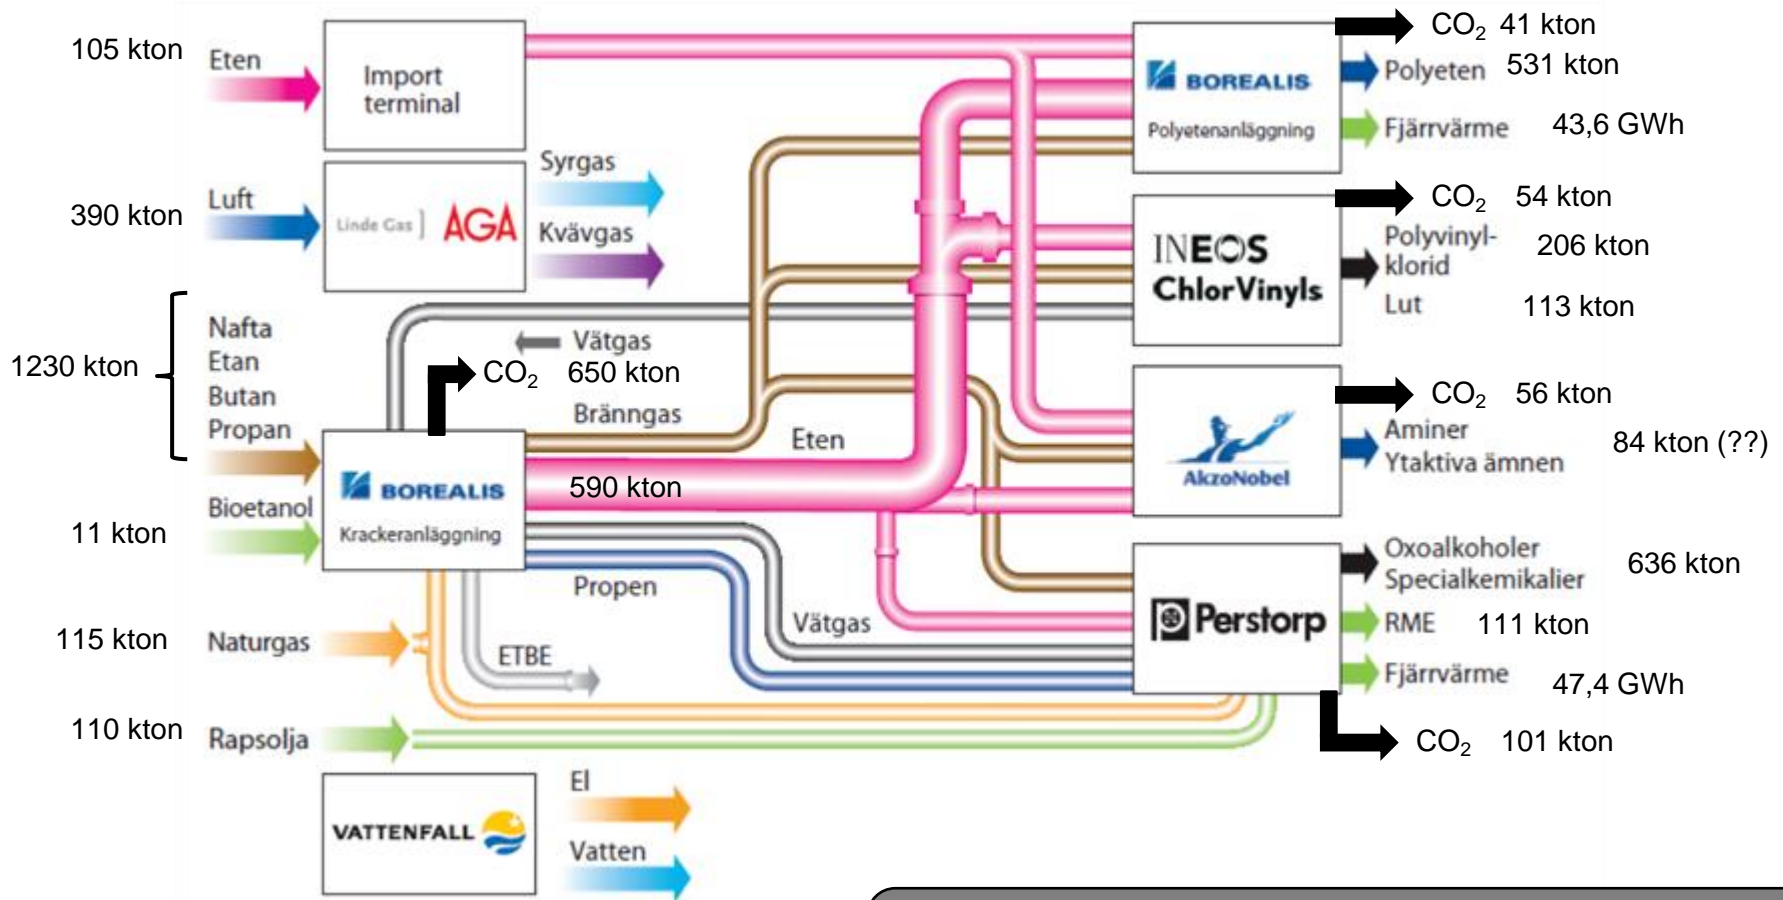 105 kton
Eten
Import
terminal
390 kton
Luft
Linde Gas
AGA
Syrgas
Kvävgas
1230 kton
Nafta
Etan
Butan
Propan
Vätgas
CO₂ 650 kton
Bränngas
Eten
BOREALIS
Krackeranläggning
590 kton
11 kton
Bioetanol
Propen
Vätgas
115 kton
Naturgas
ETBE
110 kton
Rapsolja
VATTENFALL
El
Vatten
BOREALIS
Polyetenanläggning
CO₂ 41 kton
Polyeten 531 kton
Fjärrvärme 43,6 GWh
INEOS
ChlorVinyls
CO₂ 54 kton
Polyvinyl-
klorid
206 kton
Lut 113 kton
AkzoNobel
CO₂ 56 kton
Aminer
Ytaktiva ämnen
84 kton (??)
Perstorp
Oxoalkoholer
Specialkemikalier
636 kton
RME 111 kton
Fjärrvärme 47,4 GWh
CO₂ 101 kton